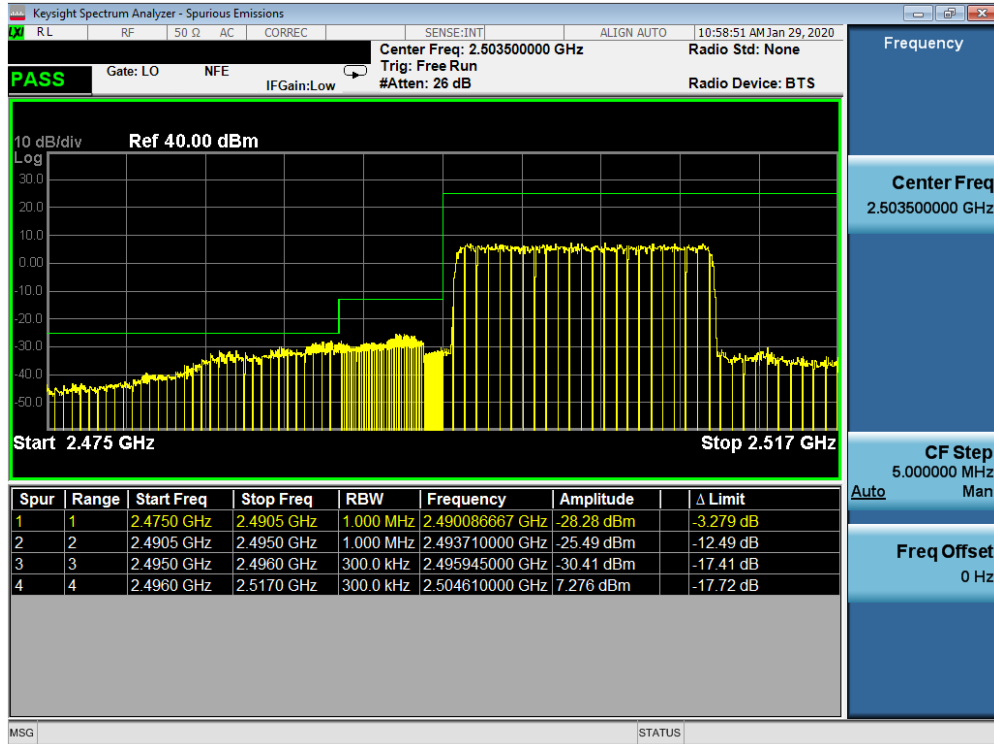 Keysight Spectrum Analyzer - Spurious Emissions
LXI RL RF 50 Ω AC CORREC SENSE:INT ALIGN AUTO 10:58:51 AM Jan 29, 2020
Center Freq: 2.503500000 GHz Radio Std: None
PASS Gate: LO NFE Trig: Free Run
IFGain:Low #Atten: 26 dB Radio Device: BTS
10 dB/div Ref 40.00 dBm
Log
30.0
20.0
10.0
0.00
-10.0
-20.0
-30.0
-40.0
-50.0
Start 2.475 GHz Stop 2.517 GHz
Spur Range Start Freq Stop Freq RBW Frequency Amplitude Δ Limit
1 1 2.4750 GHz 2.4905 GHz 1.000 MHz 2.490086667 GHz -28.28 dBm -3.279 dB
2 2 2.4905 GHz 2.4950 GHz 1.000 MHz 2.493710000 GHz -25.49 dBm -12.49 dB
3 3 2.4950 GHz 2.4960 GHz 300.0 kHz 2.495945000 GHz -30.41 dBm -17.41 dB
4 4 2.4960 GHz 2.5170 GHz 300.0 kHz 2.504610000 GHz 7.276 dBm -17.72 dB
MSG STATUS
Frequency
Center Freq
2.503500000 GHz
CF Step
5.000000 MHz
Auto Man
Freq Offset
0 Hz